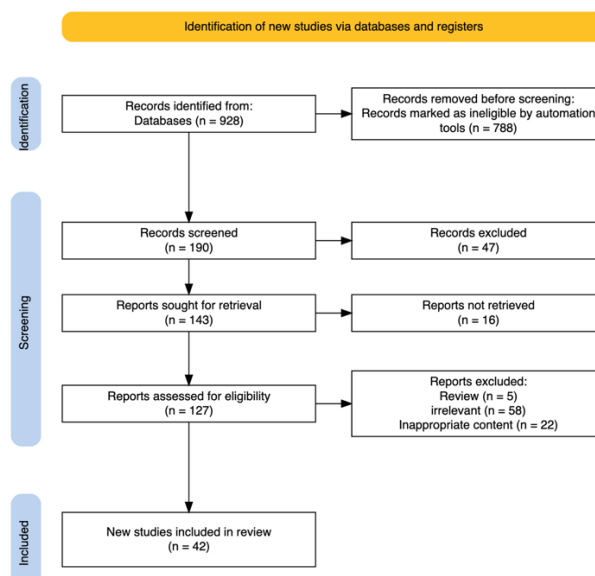 Identification of new studies via databases and registers
Identification
Records identified from:
Databases (n = 928)
Records removed before screening:
Records marked as ineligible by automation
tools (n = 788)
Screening
Records screened
(n = 190)
Records excluded
(n = 47)
Reports sought for retrieval
(n = 143)
Reports not retrieved
(n = 16)
Reports assessed for eligibility
(n = 127)
Reports excluded:
Review (n = 5)
irrelevant (n = 58)
Inappropriate content (n = 22)
Included
New studies included in review
(n = 42)